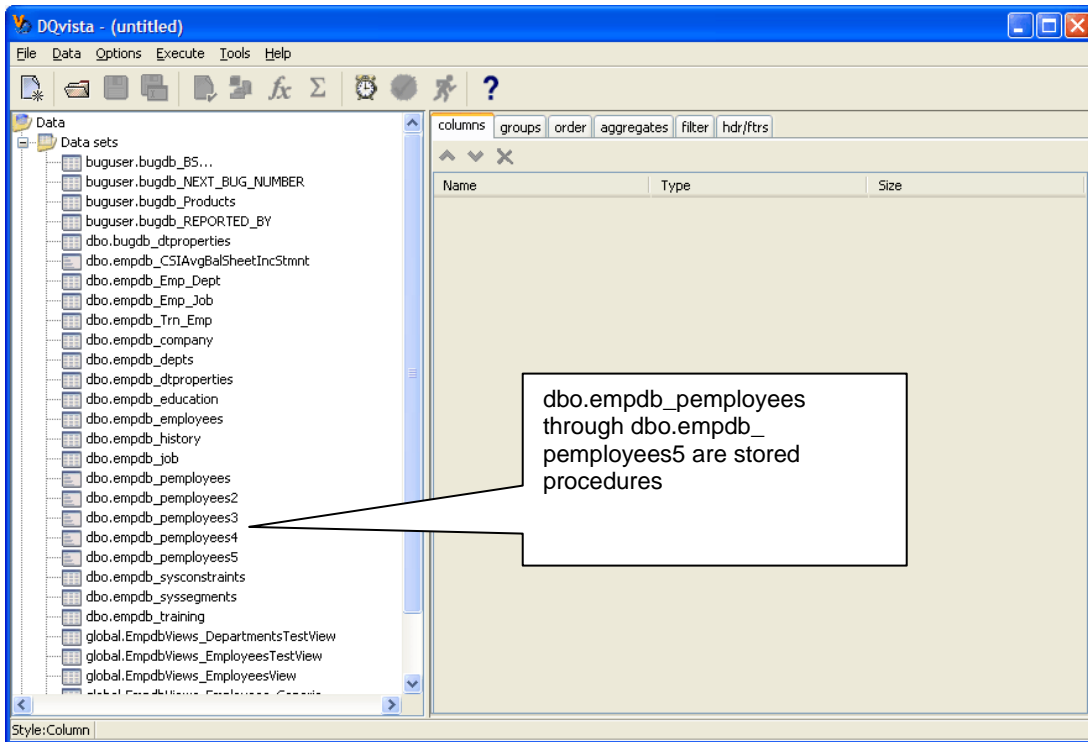 DQvista - (untitled)
File Data Options Execute Tools Help
fx Σ ?
Data
Data sets
buguser.bugdb_BS...
buguser.bugdb_NEXT_BUG_NUMBER
buguser.bugdb_Products
buguser.bugdb_REPORTED_BY
dbo.bugdb_dtproperties
dbo.empdb_CSIAvgBalSheetIncStmnt
dbo.empdb_Emp_Dept
dbo.empdb_Emp_Job
dbo.empdb_Trn_Emp
dbo.empdb_company
dbo.empdb_depts
dbo.empdb_dtproperties
dbo.empdb_education
dbo.empdb_employees
dbo.empdb_history
dbo.empdb_job
dbo.empdb_pemployees
dbo.empdb_pemployees2
dbo.empdb_pemployees3
dbo.empdb_pemployees4
dbo.empdb_pemployees5
dbo.empdb_sysconstraints
dbo.empdb_syssegments
dbo.empdb_training
global.EmpdbViews_DepartmentsTestView
global.EmpdbViews_EmployeesTestView
global.EmpdbViews_EmployeesView
columns groups order aggregates filter hdr/ftrs
Name Type Size
dbo.empdb_pemployees
through dbo.empdb_
pemployees5 are stored
procedures
Style:Column